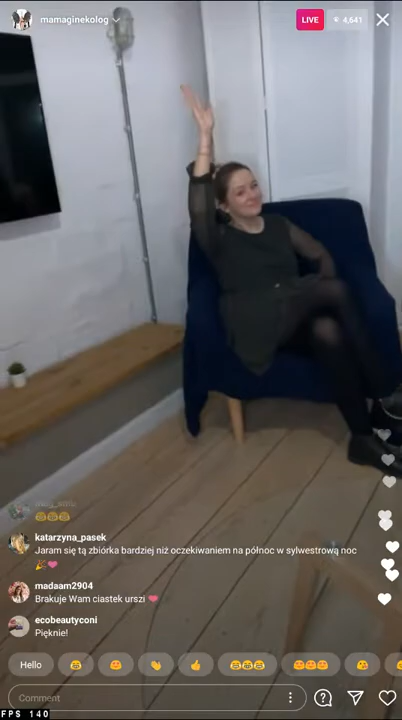 mamaginekolog
LIVE 4,641
katarzyna_pasek
Jaram się tą zbiórka bardziej niż oczekiwaniem na północ w sylwestrową noc
🎉❤️
madaam2904
Brakuje Wam ciastek urszi ❤️
ecobeautyconi
Pięknie!
Hello
Comment
FPS 140